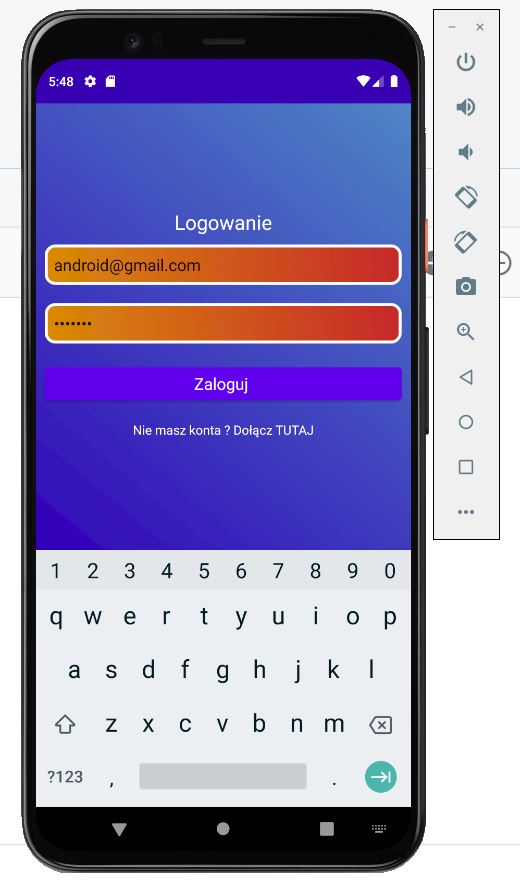 5:48
Logowanie
android@gmail.com
•••••••
Zaloguj
Nie masz konta ? Dołącz TUTAJ
1 2 3 4 5 6 7 8 9 0
q w e r t y u i o p
a s d f g h j k l
z x c v b n m
?123 , .